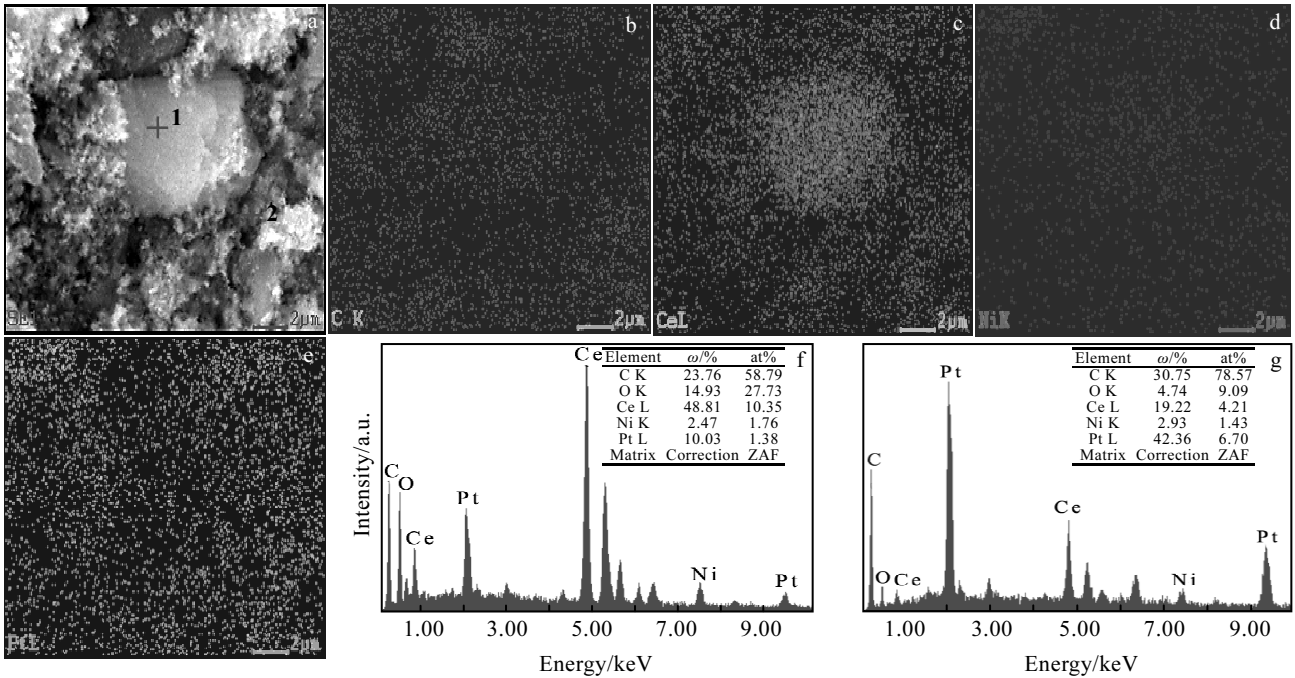 a
1
2
2μm
b
C K
2μm
c
CeL
2μm
d
NiK
2μm
e
PtL
2μm
f
Element ω/% at%
C K 23.76 58.79
O K 14.93 27.73
Ce L 48.81 10.35
Ni K 2.47 1.76
Pt L 10.03 1.38
Matrix Correction ZAF
Ce
C
O
Ce
Pt
Ni
Pt
Intensity/a.u.
1.00 3.00 5.00 7.00 9.00
Energy/keV
g
Element ω/% at%
C K 30.75 78.57
O K 4.74 9.09
Ce L 19.22 4.21
Ni K 2.93 1.43
Pt L 42.36 6.70
Matrix Correction ZAF
Pt
C
O
Ce
Ce
Ni
Pt
1.00 3.00 5.00 7.00 9.00
Energy/keV